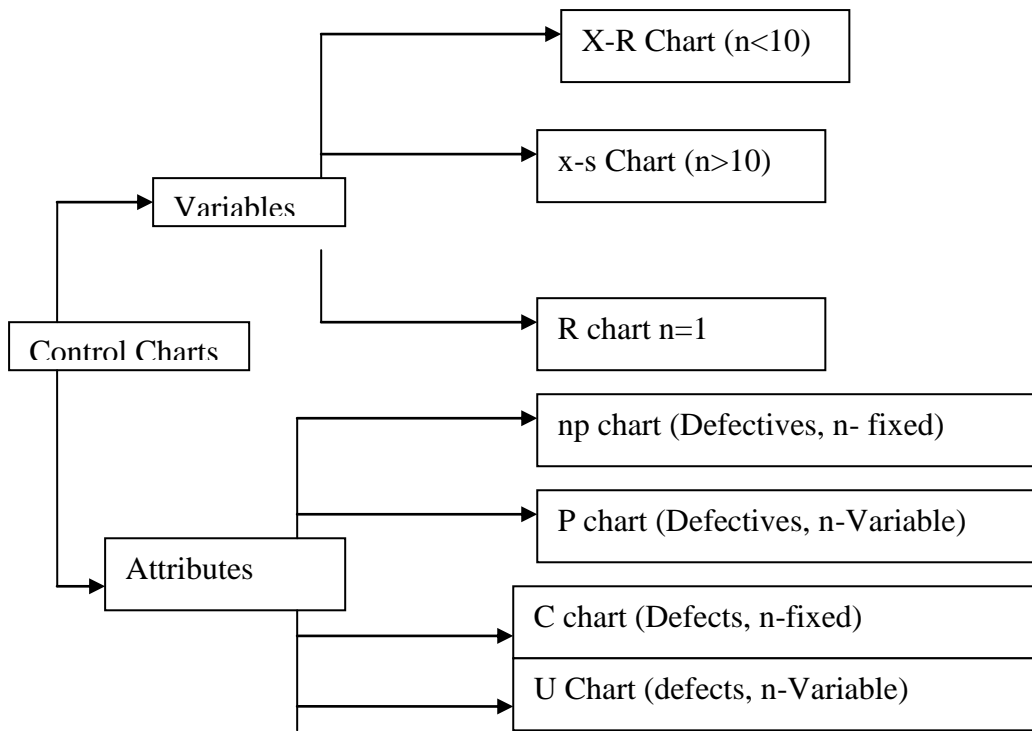 X-R Chart (n<10)
x-s Chart (n>10)
Variables
R chart n=1
Control Charts
np chart (Defectives, n- fixed)
P chart (Defectives, n-Variable)
Attributes
C chart (Defects, n-fixed)
U Chart (defects, n-Variable)